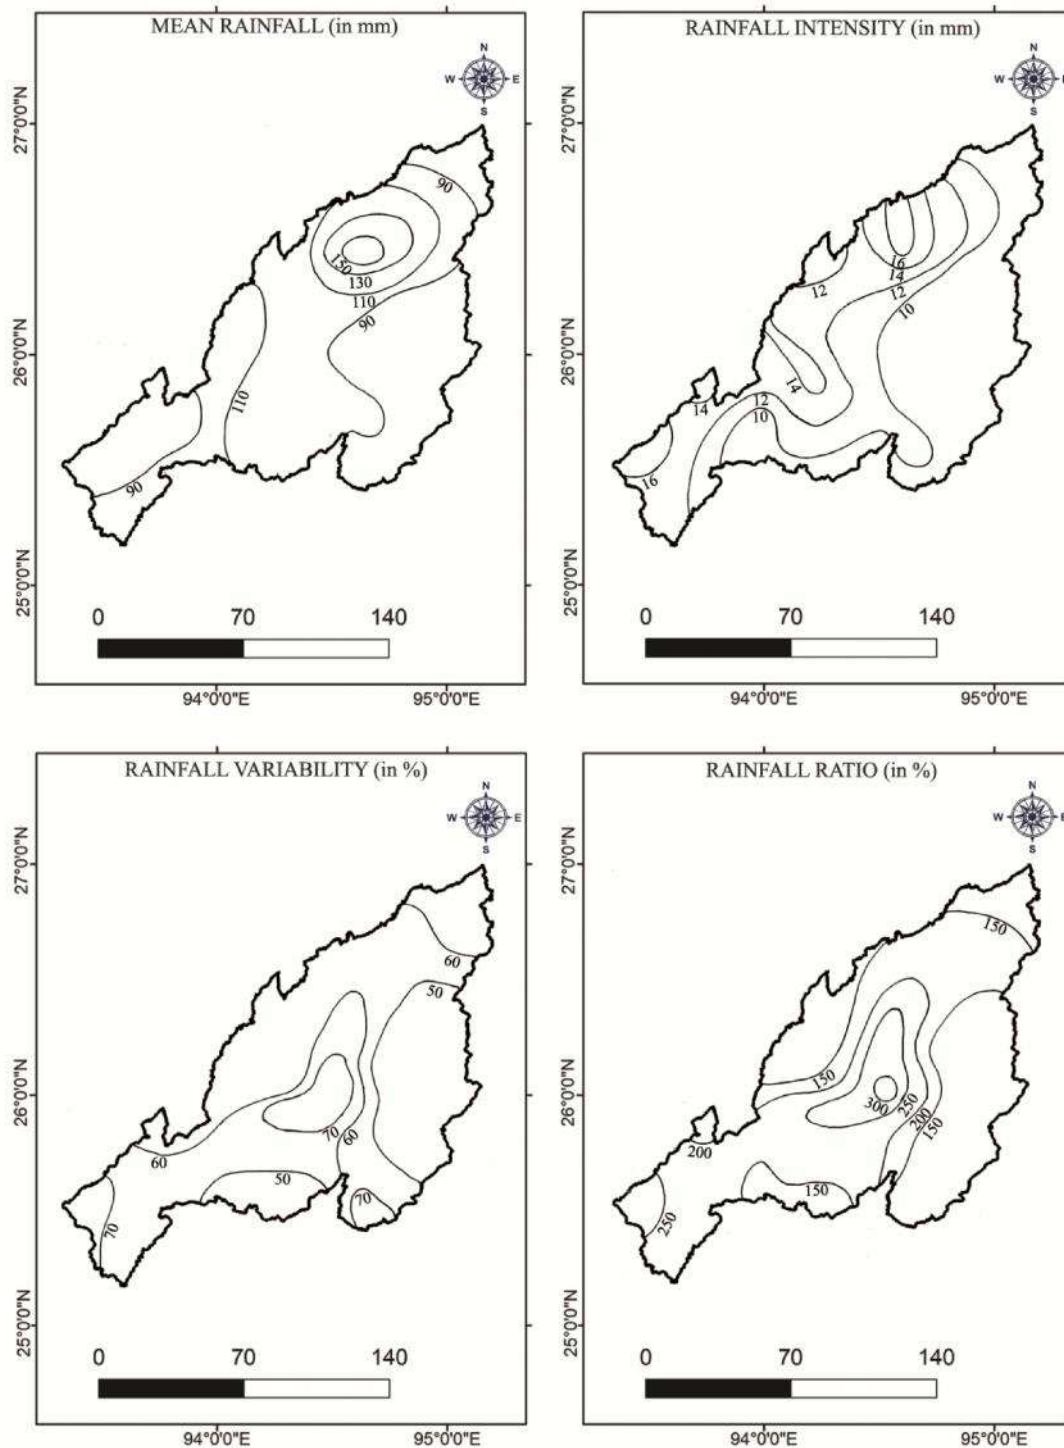 MEAN RAINFALL (in mm)
N
W E
S
27°0'0"N
26°0'0"N
25°0'0"N
90
150
130
110
90
110
90
0 70 140
94°0'0"E 95°0'0"E
RAINFALL INTENSITY (in mm)
N
W E
S
27°0'0"N
26°0'0"N
25°0'0"N
16
14
12
12
10
14
14
12
10
16
0 70 140
94°0'0"E 95°0'0"E
RAINFALL VARIABILITY (in %)
N
W E
S
27°0'0"N
26°0'0"N
25°0'0"N
60
50
70
60
60
50
70
70
0 70 140
94°0'0"E 95°0'0"E
RAINFALL RATIO (in %)
N
W E
S
27°0'0"N
26°0'0"N
25°0'0"N
150
150
300
250
200
150
200
150
250
0 70 140
94°0'0"E 95°0'0"E